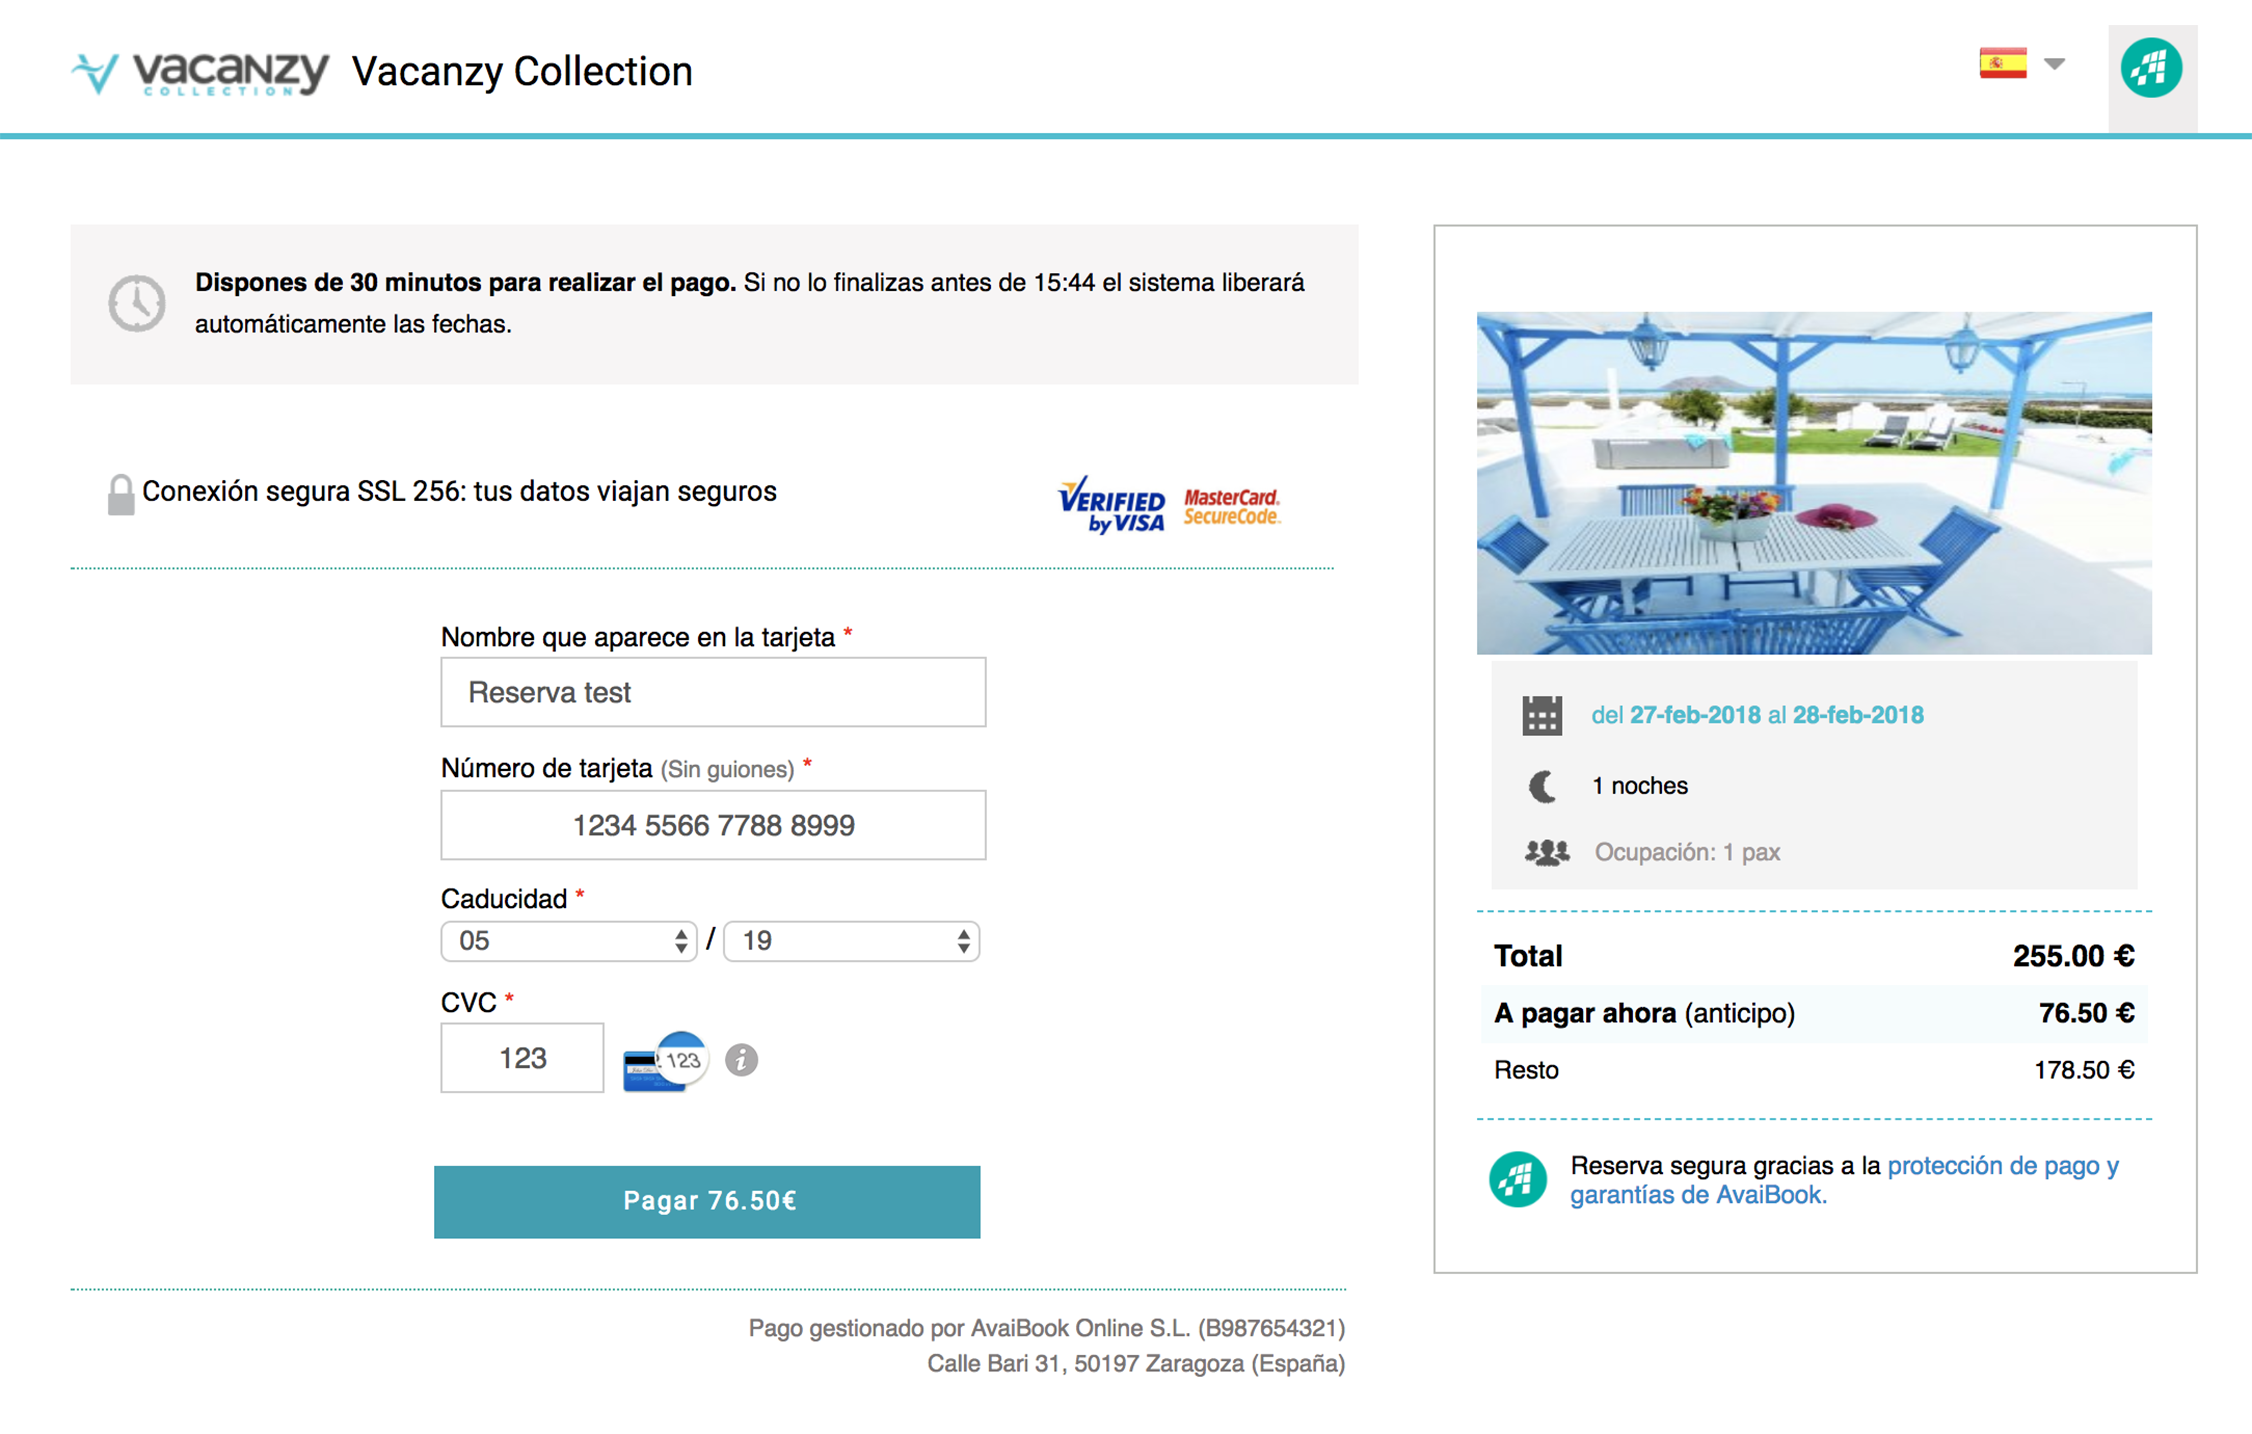 vacanzy
COLLECTION
Vacanzy Collection
Dispones de 30 minutos para realizar el pago. Si no lo finalizas antes de 15:44 el sistema liberará
automáticamente las fechas.
Conexión segura SSL 256: tus datos viajan seguros
VERIFIED
by VISA
MasterCard.
SecureCode.
Nombre que aparece en la tarjeta *
Reserva test
Número de tarjeta (Sin guiones) *
1234 5566 7788 8999
Caducidad *
05 / 19
CVC *
123
123
i
Pagar 76.50€
Pago gestionado por AvaiBook Online S.L. (B987654321)
Calle Bari 31, 50197 Zaragoza (España)
del 27-feb-2018 al 28-feb-2018
1 noches
Ocupación: 1 pax
Total 255.00 €
A pagar ahora (anticipo) 76.50 €
Resto 178.50 €
Reserva segura gracias a la protección de pago y
garantías de AvaiBook.